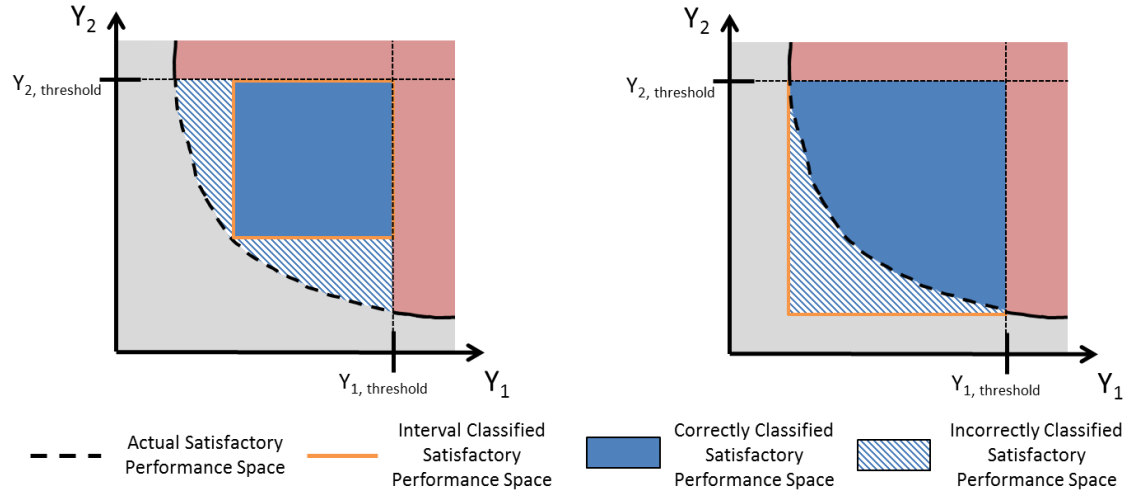 Y2
Y2, threshold
Y1, threshold
Y1
Y2
Y2, threshold
Y1, threshold
Y1
Actual Satisfactory
Performance Space
Interval Classified
Satisfactory
Performance Space
Correctly Classified
Satisfactory
Performance Space
Incorrectly Classified
Satisfactory
Performance Space